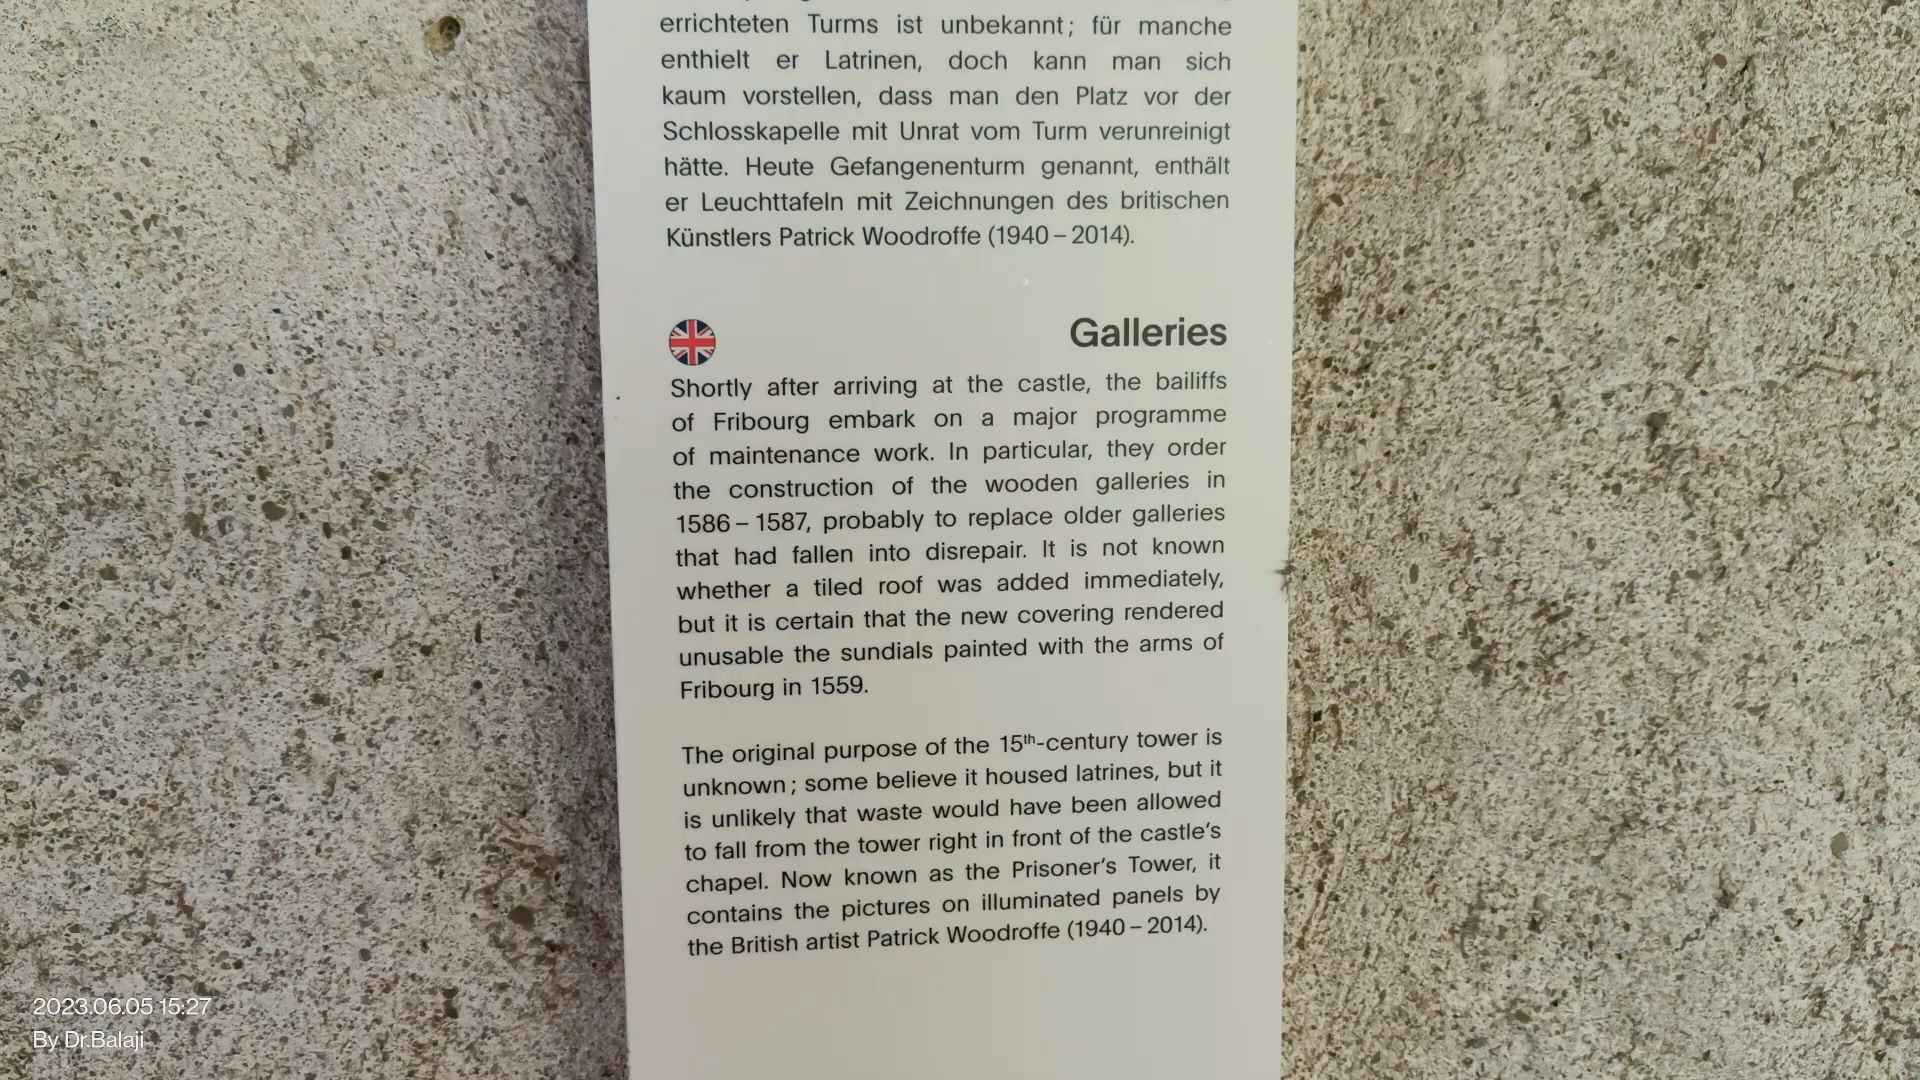 errichteten Turms ist unbekannt; für manche
enthielt er Latrinen, doch kann man sich
kaum vorstellen, dass man den Platz vor der
Schlosskapelle mit Unrat vom Turm verunreinigt
hätte. Heute Gefangenenturm genannt, enthält
er Leuchttafeln mit Zeichnungen des britischen
Künstlers Patrick Woodroffe (1940 – 2014).
Galleries
Shortly after arriving at the castle, the bailiffs
of Fribourg embark on a major programme
of maintenance work. In particular, they order
the construction of the wooden galleries in
1586 – 1587, probably to replace older galleries
that had fallen into disrepair. It is not known
whether a tiled roof was added immediately,
but it is certain that the new covering rendered
unusable the sundials painted with the arms of
Fribourg in 1559.
The original purpose of the 15th-century tower is
unknown; some believe it housed latrines, but it
is unlikely that waste would have been allowed
to fall from the tower right in front of the castle's
chapel. Now known as the Prisoner's Tower, it
contains the pictures on illuminated panels by
the British artist Patrick Woodroffe (1940 – 2014).
2023.06.05 15:27
By Dr.Balaji